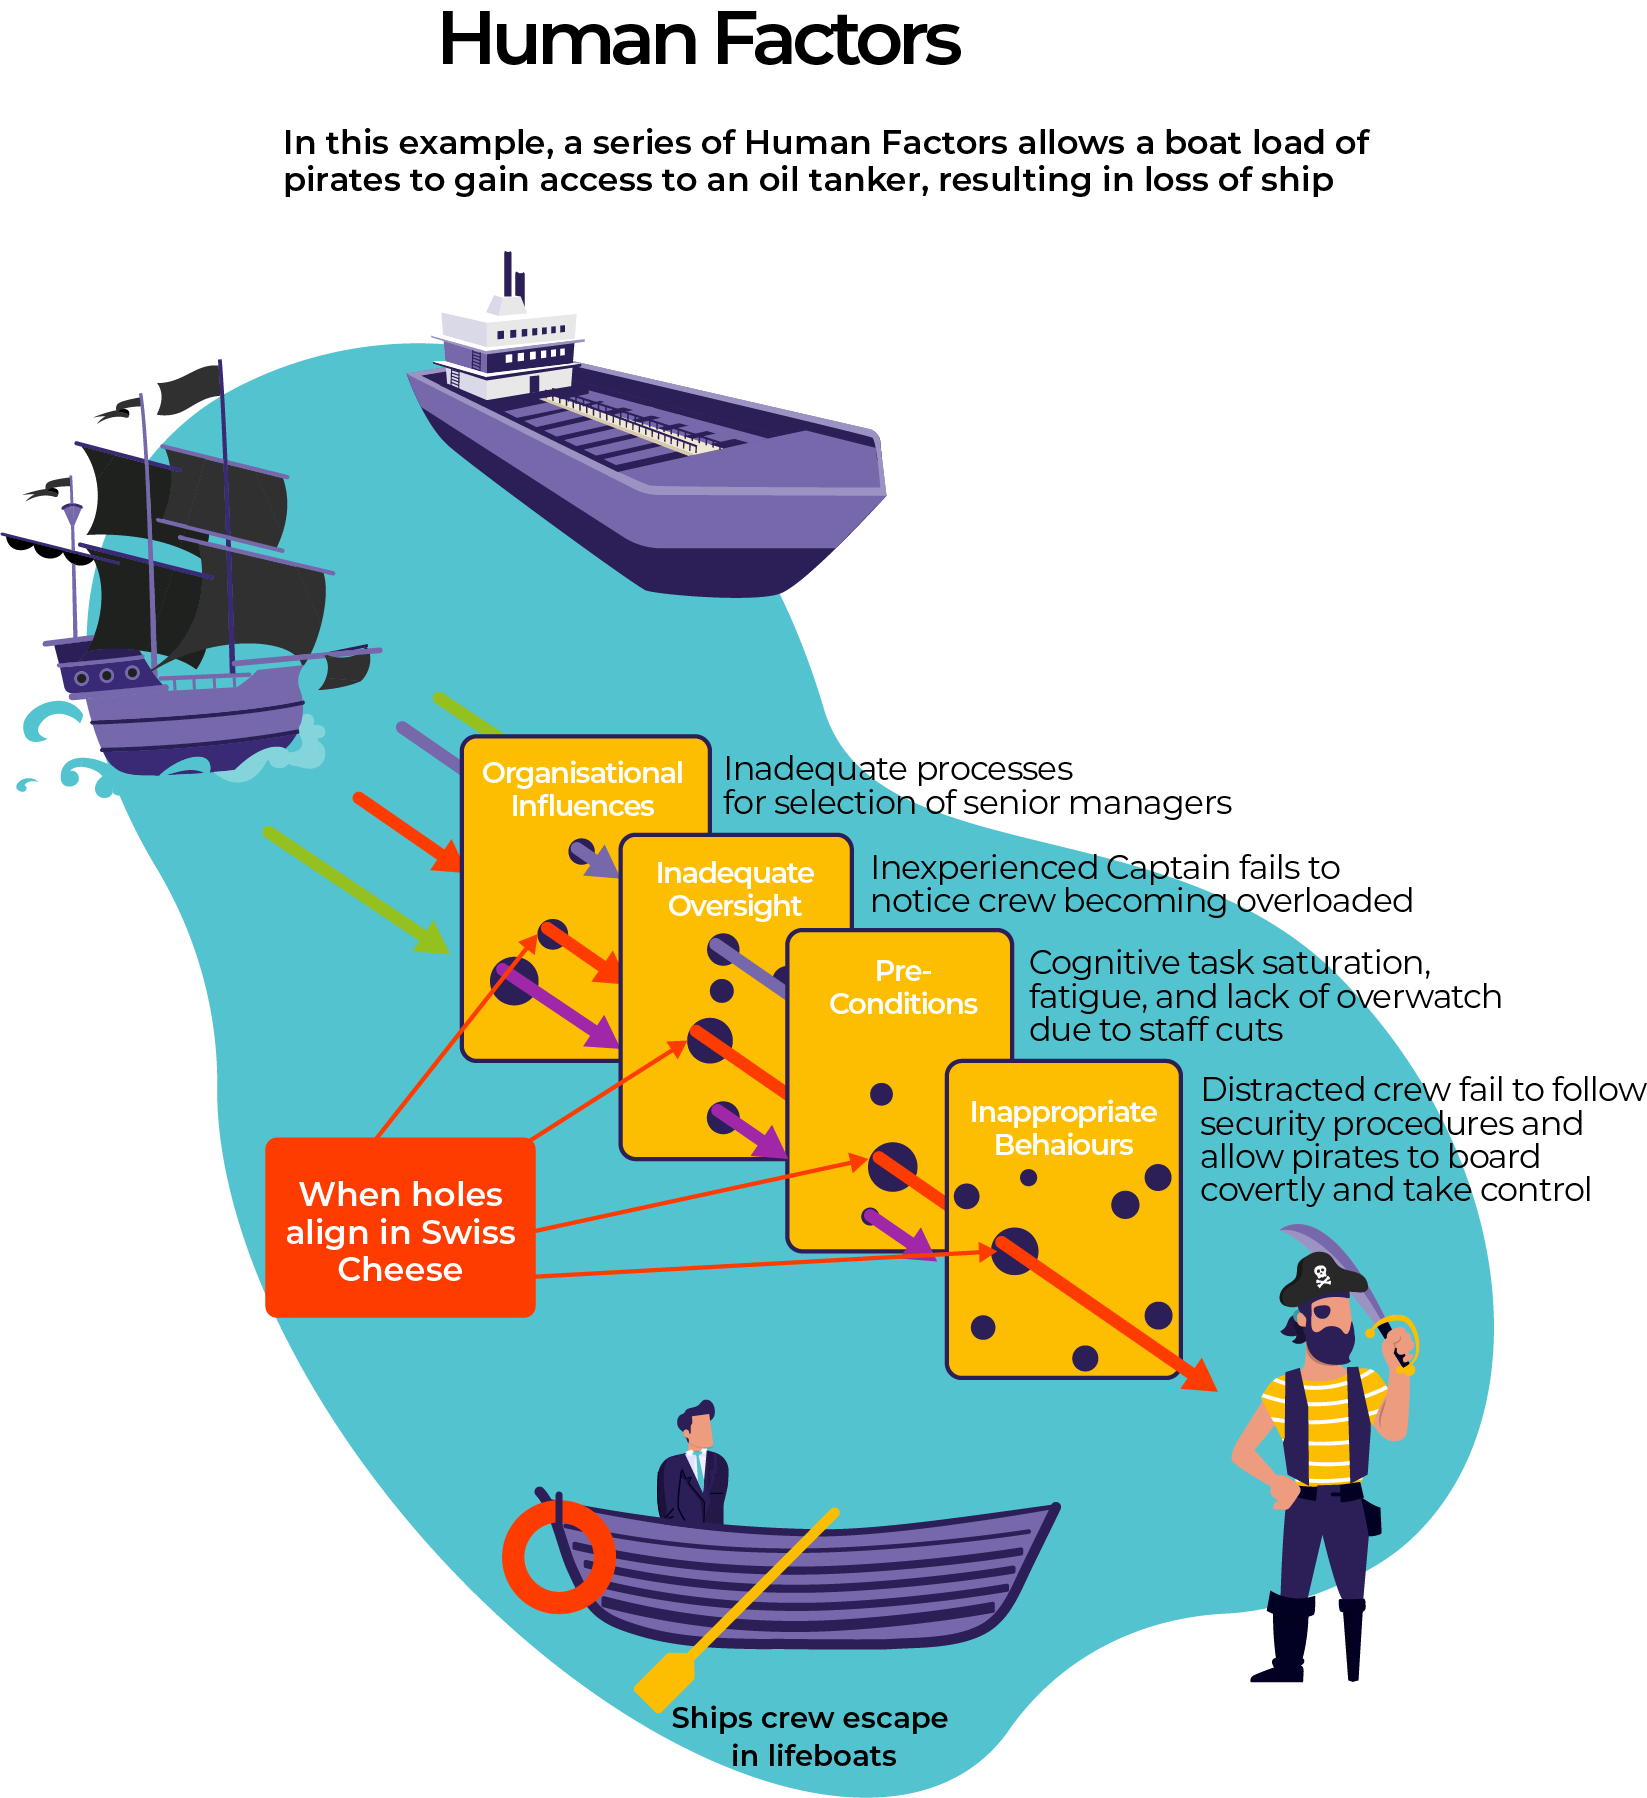 Human Factors
In this example, a series of Human Factors allows a boat load of
pirates to gain access to an oil tanker, resulting in loss of ship
Organisational
Influences
Inadequate processes
for selection of senior managers
Inadequate
Oversight
Inexperienced Captain fails to
notice crew becoming overloaded
Pre-
Conditions
Cognitive task saturation,
fatigue, and lack of overwatch
due to staff cuts
Inappropriate
Behaiours
Distracted crew fail to follow
security procedures and
allow pirates to board
covertly and take control
When holes
align in Swiss
Cheese
Ships crew escape
in lifeboats